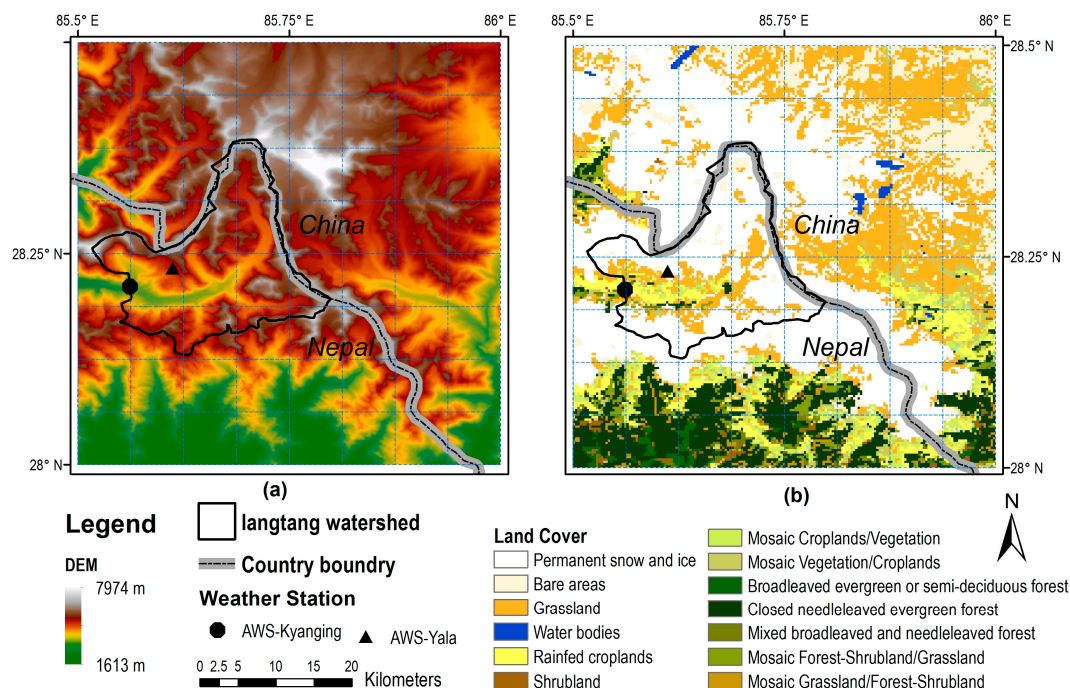 85.5° E
85.75° E
86° E
85.5° E
85.75° E
86° E
28.5° N
28.25° N
28.25° N
28° N
28° N
China
Nepal
China
Nepal
(a)
(b)
Legend
DEM
7974 m
1613 m
langtang watershed
Country boundry
Weather Station
AWS-Kyanging
AWS-Yala
0 2.5 5 10 15 20
Kilometers
Land Cover
Permanent snow and ice
Bare areas
Grassland
Water bodies
Rainfed croplands
Shrubland
Mosaic Croplands/Vegetation
Mosaic Vegetation/Croplands
Broadleaved evergreen or semi-deciduous forest
Closed needleleaved evergreen forest
Mixed broadleaved and needleleaved forest
Mosaic Forest-Shrubland/Grassland
Mosaic Grassland/Forest-Shrubland
N